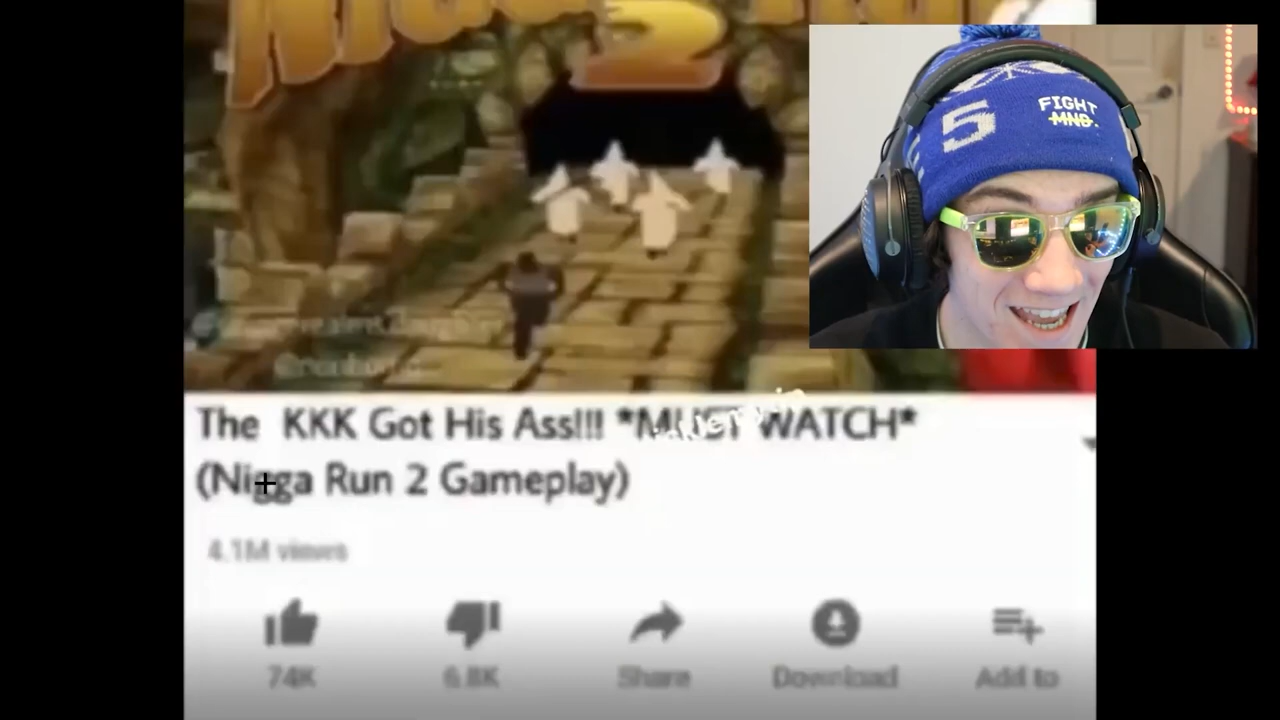 2
5
FIGHT
MND.
The KKK Got His Ass!!! *MUST WATCH*
(Nigga Run 2 Gameplay)
4.1M views
74K
6.8K
Share
Download
Add to